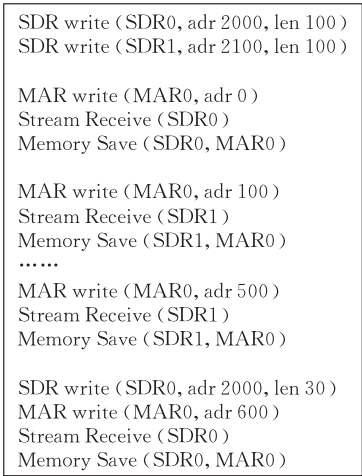 SDR write (SDR0, adr 2000, len 100)
SDR write (SDR1, adr 2100, len 100)
MAR write (MAR0, adr 0)
Stream Receive (SDR0)
Memory Save (SDR0, MAR0)
MAR write (MAR0, adr 100)
Stream Receive (SDR1)
Memory Save (SDR1, MAR0)
……
MAR write (MAR0, adr 500)
Stream Receive (SDR1)
Memory Save (SDR1, MAR0)
SDR write (SDR0, adr 2000, len 30)
MAR write (MAR0, adr 600)
Stream Receive (SDR0)
Memory Save (SDR0, MAR0)